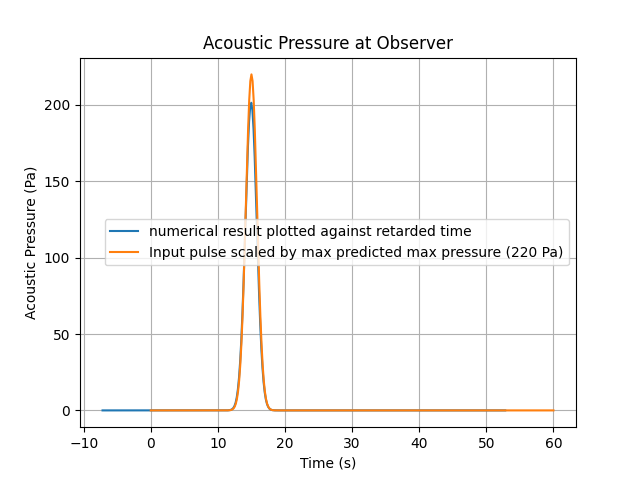 Acoustic Pressure at Observer
Acoustic Pressure (Pa)
200
150
100
50
0
numerical result plotted against retarded time
Input pulse scaled by max predicted max pressure (220 Pa)
−10 0 10 20 30 40 50 60
Time (s)